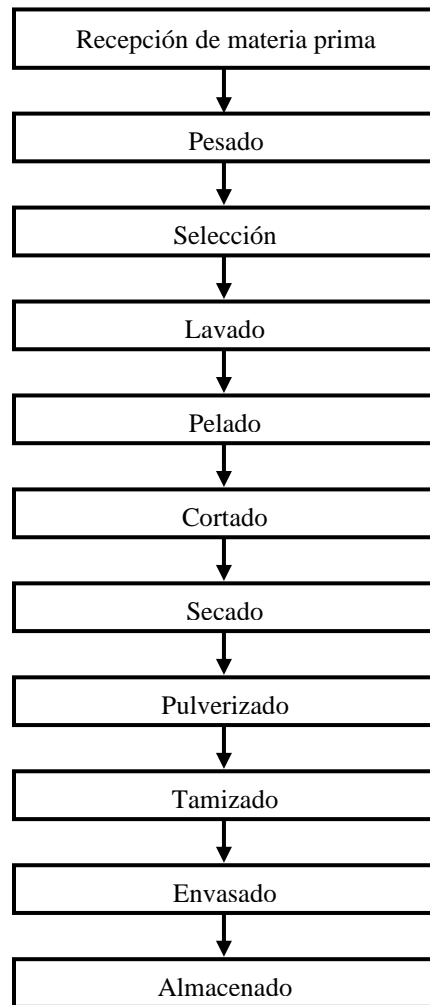 Recepción de materia prima
Pesado
Selección
Lavado
Pelado
Cortado
Secado
Pulverizado
Tamizado
Envasado
Almacenado